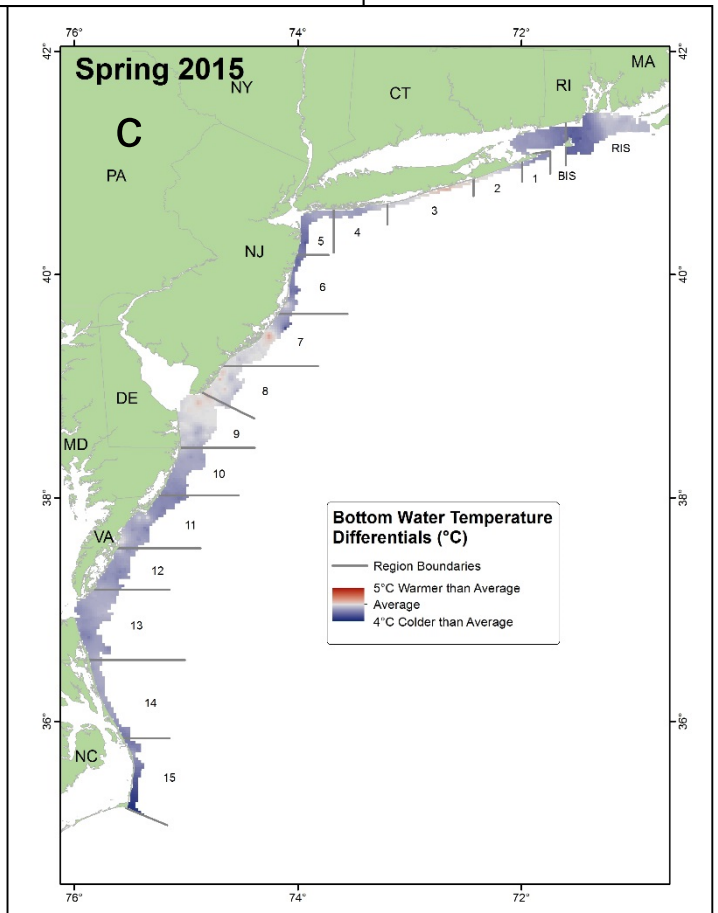 76°
74°
72°
42°
42°
Spring 2015
C
NY
CT
RI
MA
PA
RIS
BIS
1
2
3
4
5
NJ
40°
40°
6
7
8
DE
9
MD
10
38°
38°
11
VA
12
13
Bottom Water Temperature
Differentials (°C)
Region Boundaries
5°C Warmer than Average
Average
4°C Colder than Average
14
36°
36°
NC
15
76°
74°
72°